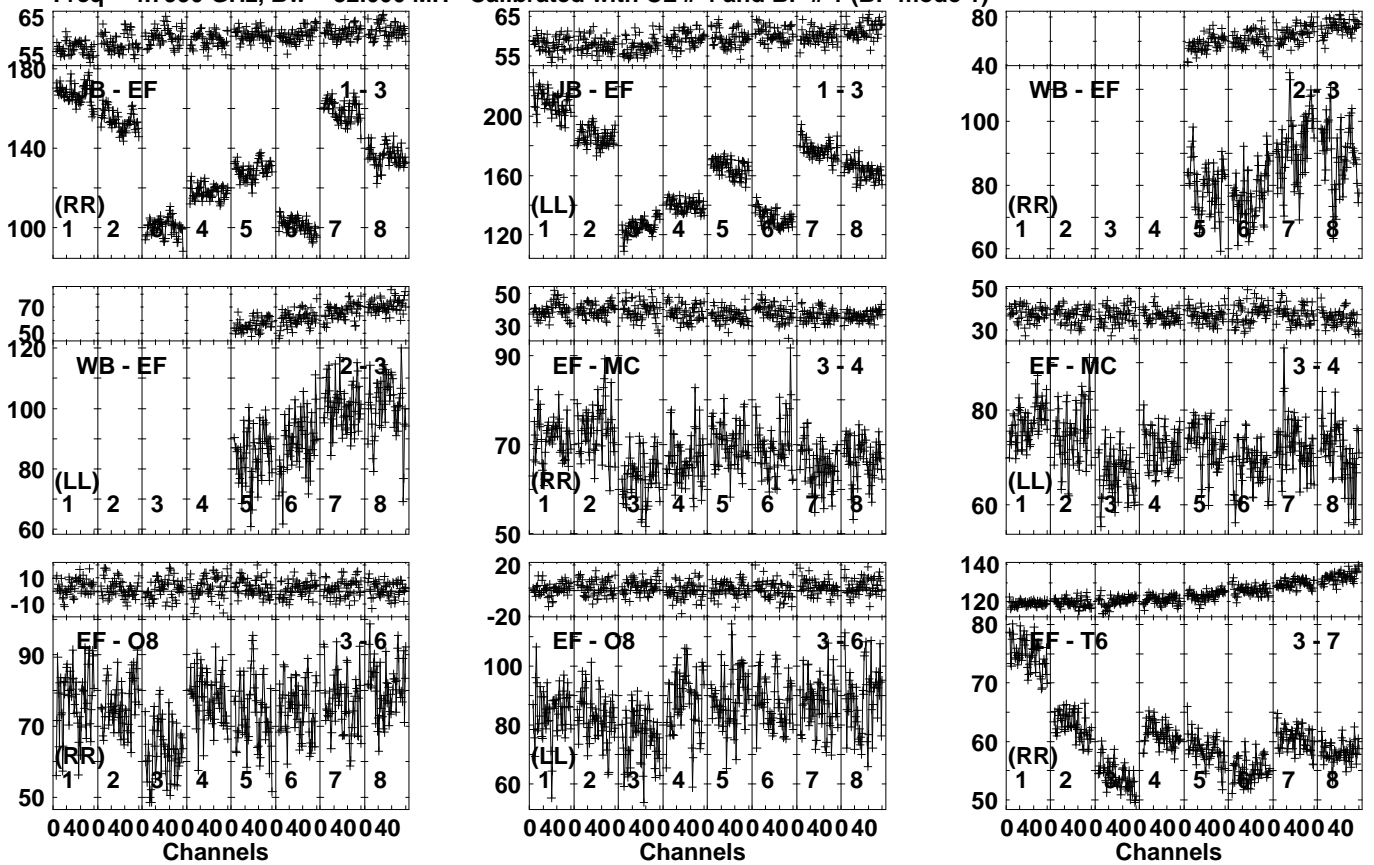 Calibrated with CL # 4 and BP # 1 (BP mode 1)
65 55 65 55 80 40
180 140 100
JB - EF 1 - 3
(RR)
1 2 3 4 5 6 7 8
200 160 120
JB - EF 1 - 3
(LL)
1 2 3 4 5 6 7 8
100 80 60
WB - EF 2 - 3
(RR)
1 2 3 4 5 6 7 8
70 50 50 30 50 30
120 100 80 60
WB - EF 2 - 3
(LL)
1 2 3 4 5 6 7 8
90 70 50
EF - MC 3 - 4
(RR)
1 2 3 4 5 6 7 8
80 60
EF - MC 3 - 4
(LL)
1 2 3 4 5 6 7 8
10 -10 20 -20 140 120
90 70 50
EF - O8 3 - 6
(RR)
1 2 3 4 5 6 7 8
100 80 60
EF - O8 3 - 6
(LL)
1 2 3 4 5 6 7 8
80 70 60 50
EF - T6 3 - 7
(RR)
1 2 3 4 5 6 7 8
0 40 0 40 0 40 0 40 0 40 0 40 0 40 0 40
0 40 0 40 0 40 0 40 0 40 0 40 0 40 0 40
0 40 0 40 0 40 0 40 0 40 0 40 0 40 0 40
Channels Channels Channels